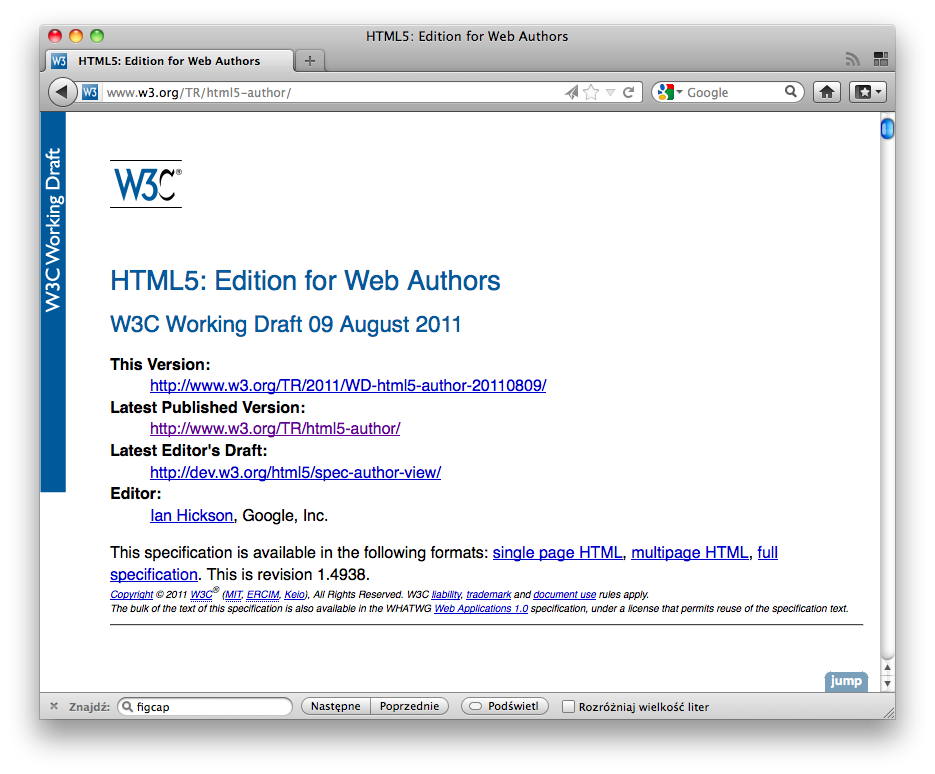 HTML5: Edition for Web Authors
W3 HTML5: Edition for Web Authors +
W3 www.w3.org/TR/html5-author/ Google
W3C Working Draft
W3C®
HTML5: Edition for Web Authors
W3C Working Draft 09 August 2011
This Version:
http://www.w3.org/TR/2011/WD-html5-author-20110809/
Latest Published Version:
http://www.w3.org/TR/html5-author/
Latest Editor's Draft:
http://dev.w3.org/html5/spec-author-view/
Editor:
Ian Hickson, Google, Inc.
This specification is available in the following formats: single page HTML, multipage HTML, full
specification. This is revision 1.4938.
Copyright © 2011 W3C® (MIT, ERCIM, Keio), All Rights Reserved. W3C liability, trademark and document use rules apply.
The bulk of the text of this specification is also available in the WHATWG Web Applications 1.0 specification, under a license that permits reuse of the specification text.
jump
Znajdź: figcap Następne Poprzednie Podświetl Rozróżniaj wielkość liter